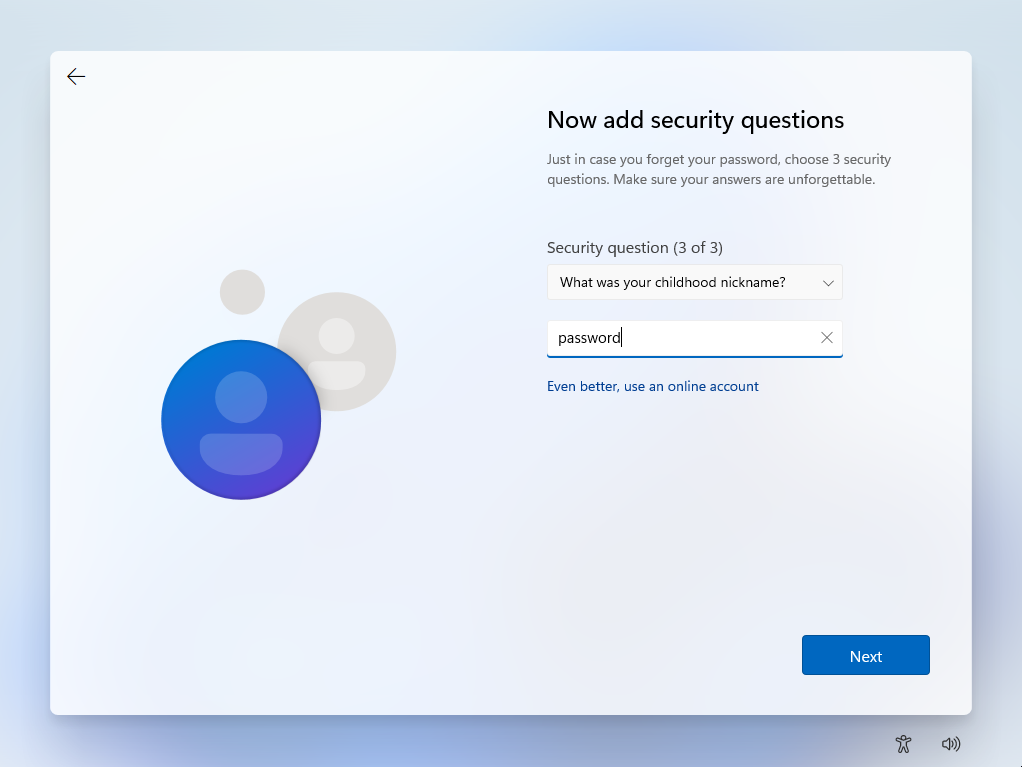 Now add security questions
Just in case you forget your password, choose 3 security
questions. Make sure your answers are unforgettable.
Security question (3 of 3)
What was your childhood nickname?
password
Even better, use an online account
Next